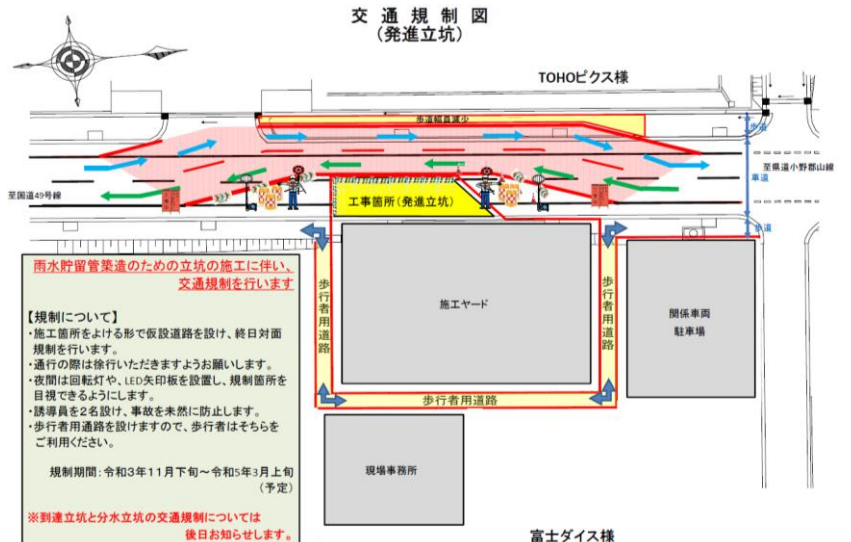 交通規制図
(発進立坑)
TOHOピクス様
歩道幅員減少
歩道
至県道小野郡山線
車道
至国道49号線
工事箇所(発進立坑)
歩道
雨水貯留管築造のための立坑の施工に伴い、
交通規制を行います
【規制について】
・施工箇所をよける形で仮設道路を設け、終日対面
規制を行います。
・通行の際は徐行いただきますようお願いします。
・夜間は回転灯や、LED矢印板を設置し、規制箇所を
目視できるようにします。
・誘導員を2名設け、事故を未然に防止します。
・歩行者用通路を設けますので、歩行者はそちらを
ご利用ください。
規制期間:令和3年11月下旬~令和5年3月上旬
(予定)
※到達立坑と分水立坑の交通規制については
後日お知らせします。
歩行者用道路
施工ヤード
歩行者用道路
関係車両
駐車場
歩行者用道路
現場事務所
富士ダイス様